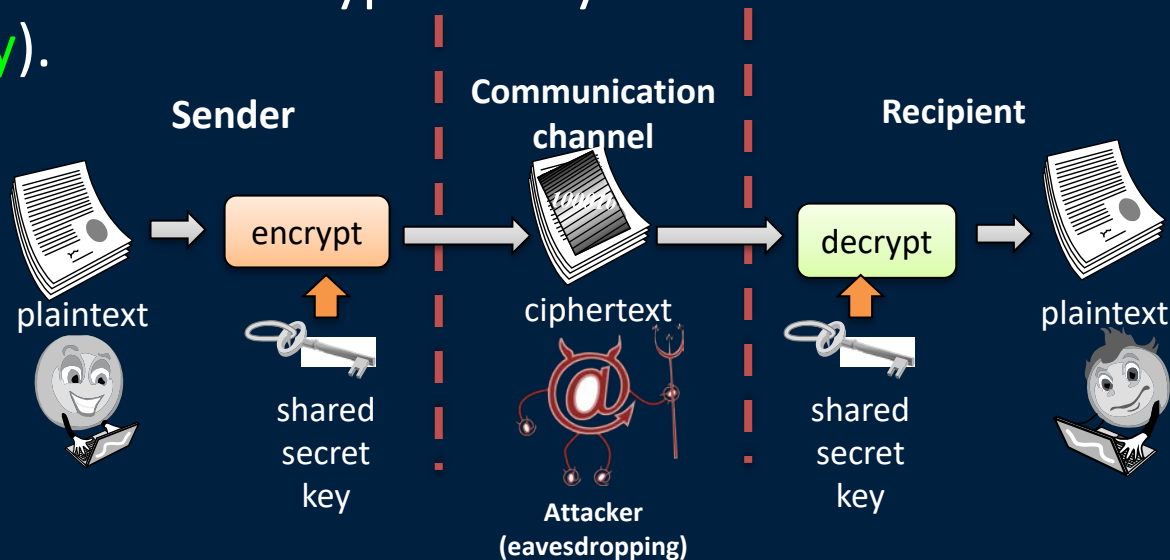 y).
Sender
Communication
channel
Recipient
encrypt
decrypt
plaintext
ciphertext
plaintext
shared
secret
key
shared
secret
key
Attacker
(eavesdropping)